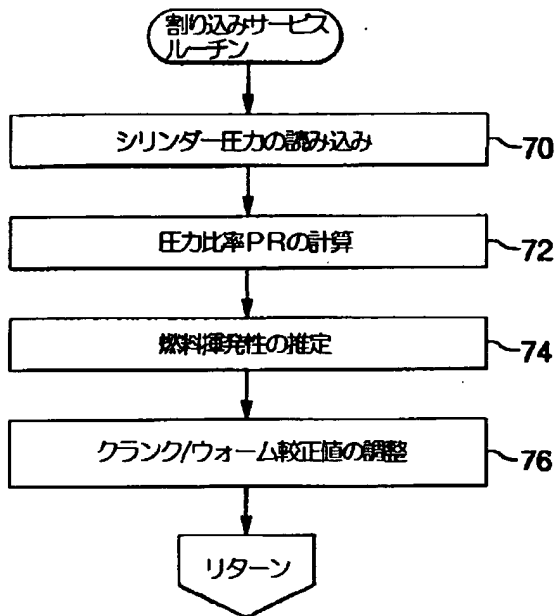 割り込みサービス
ルーチン
シリンダー圧力の読み込み
70
圧力比率PRの計算
72
燃料揮発性の推定
74
クランク/ウォーム較正値の調整
76
リターン